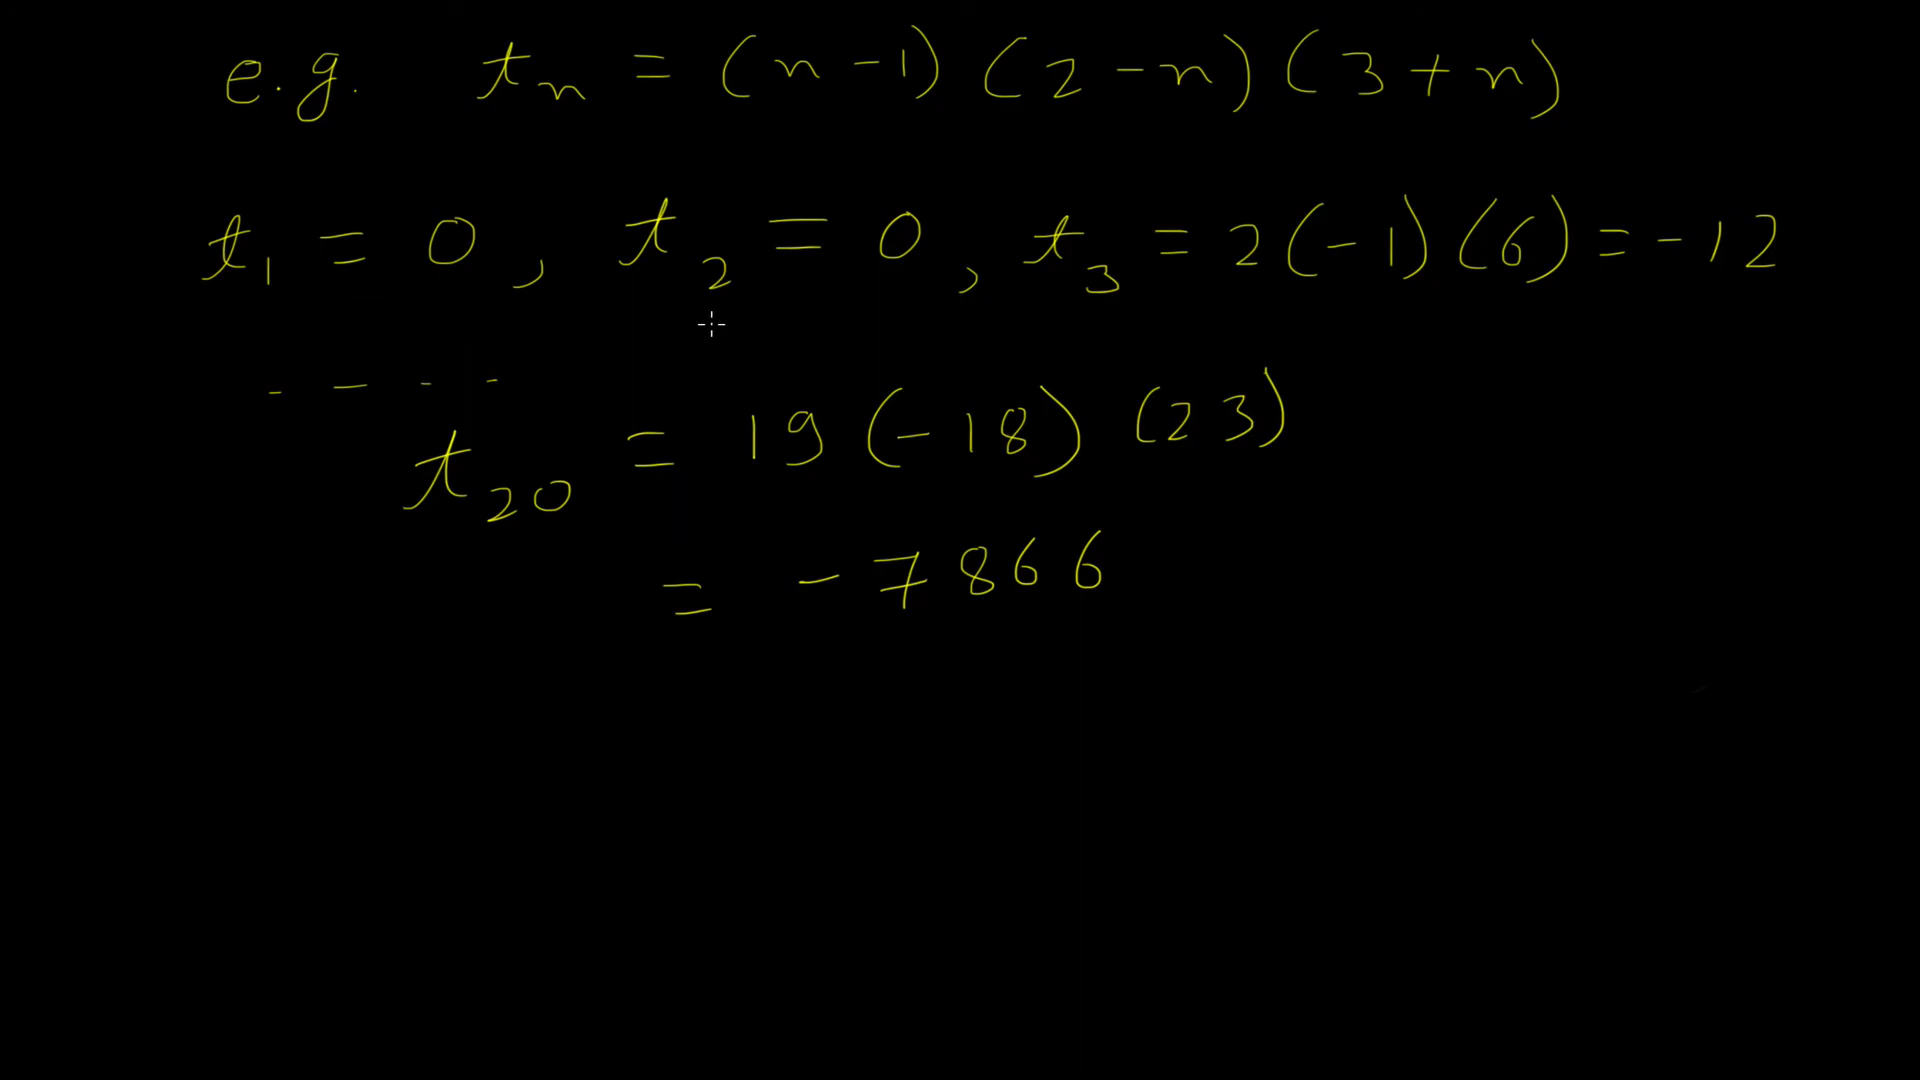 e.g. tₙ = (n-1) (2-n) (3+n)
t₁ = 0, t₂ = 0, t₃ = 2(-1)(6) = -12
- - - -
t₂₀ = 19(-18) (23)
= -7866